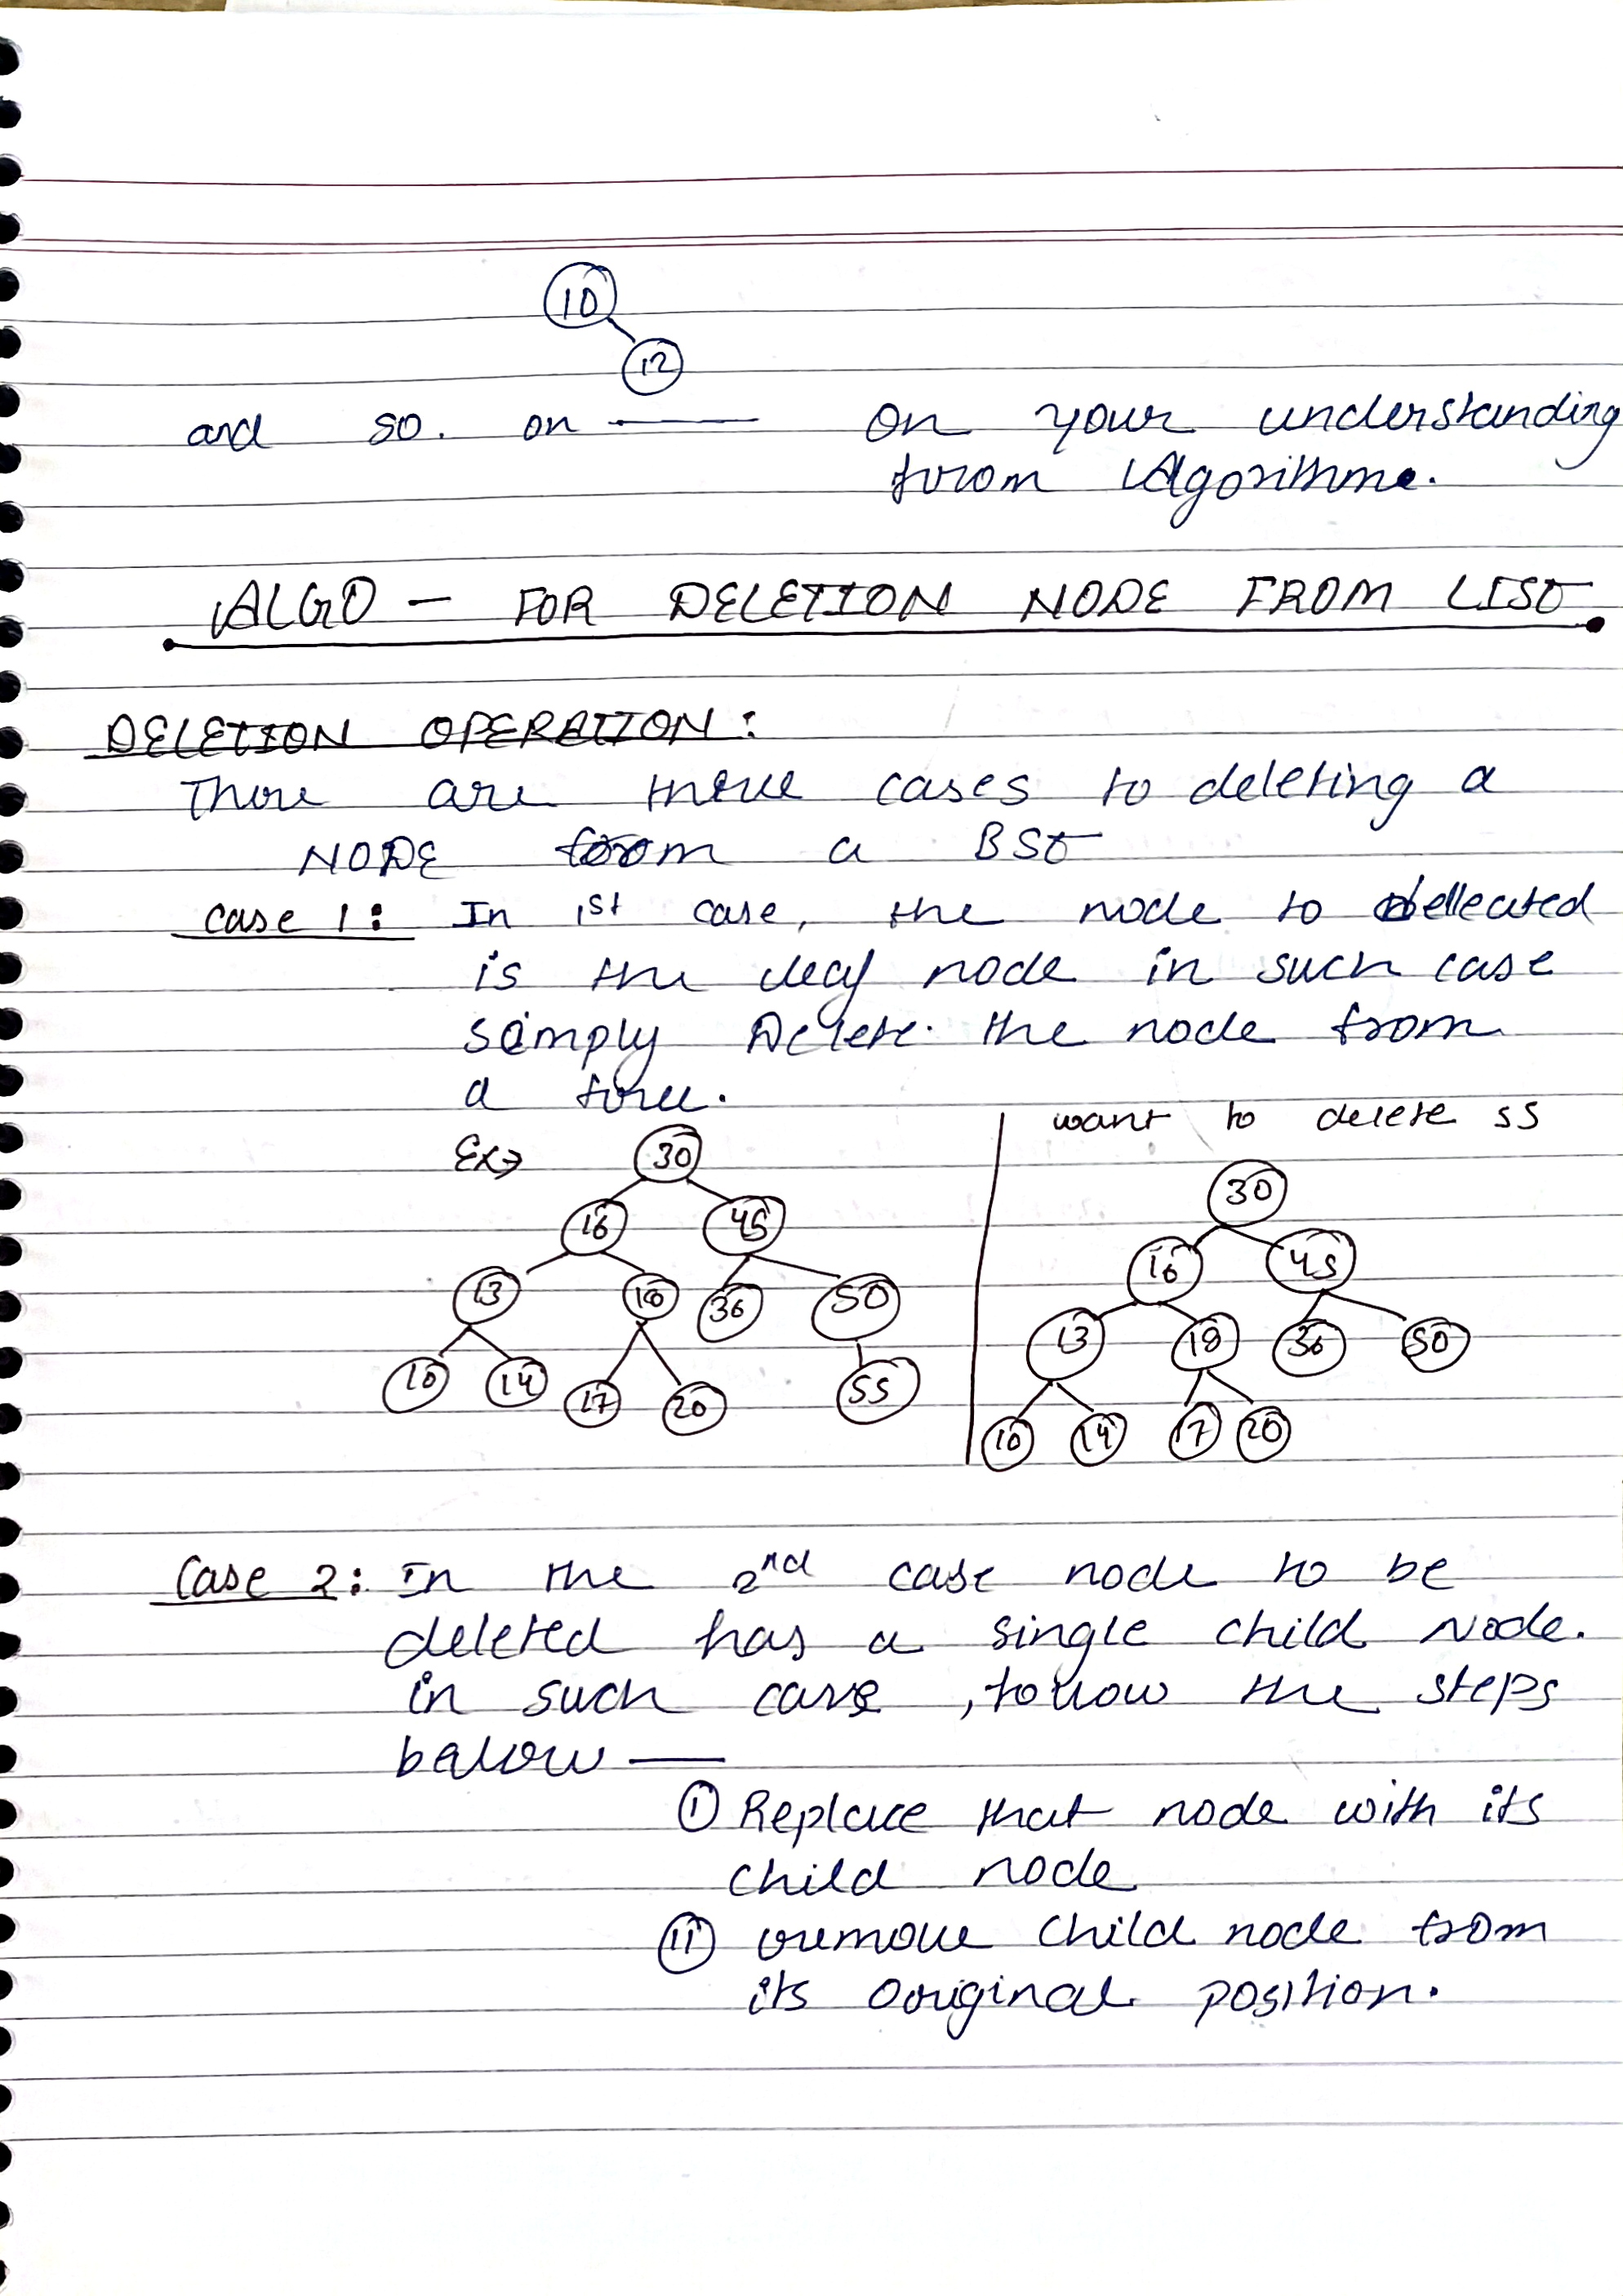 10
12
and so. on —— on your understanding
from Algorithme.
ALGO - FOR DELETION NODE FROM LIST
DELETION OPERATION:
There are three cases to deleting a
NODE from a BST
Case 1: In 1st case, the node to delleated
is the leaf node in such case
simply Delete. the node from
a tree.
want to delete 55
Ex→ 30
30
16 45
16 45
13 18 36 50
13 18 36 50
10 14 17 20 55
10 14 17 20
Case 2: In the 2nd case node to be
deleted has a single child Node.
in such case, follow the steps
below ——
(i) Replace that node with its
child node
(ii) remove child node from
its original position.